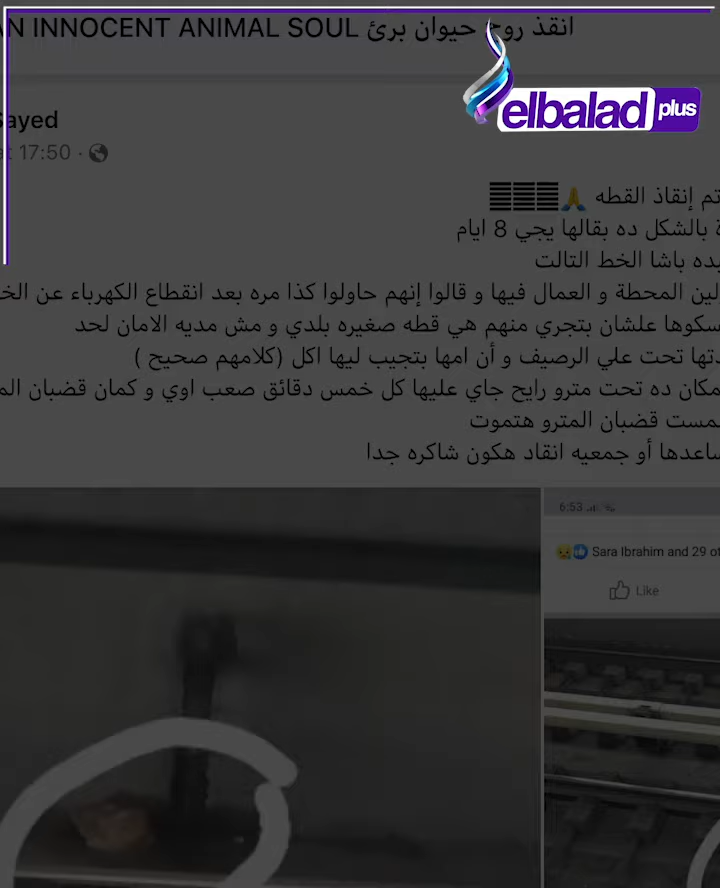 AN INNOCENT ANIMAL SOUL انقذ روح حيوان برئ
elbalad plus
Sayed
at 17:50 ·
تم إنقاذ القطه
بالشكل ده بقالها يجي 8 ايام
يده باشا الخط التالت
لين المحطة و العمال فيها و قالوا إنهم حاولوا كذا مره بعد انقطاع الكهرباء عن الخ
سكوها علشان بتجري منهم هي قطه صغيره بلدي و مش مديه الامان لحد
دتها تحت علي الرصيف و أن امها بتجيب ليها اكل (كلامهم صحيح )
مكان ده تحت مترو رايح جاي عليها كل خمس دقائق صعب اوي و كمان قضبان الم
مست قضبان المترو هتموت
ساعدها أو جمعيه انقاد هكون شاكره جدا
6:53
Sara Ibrahim and 29 ot
Like